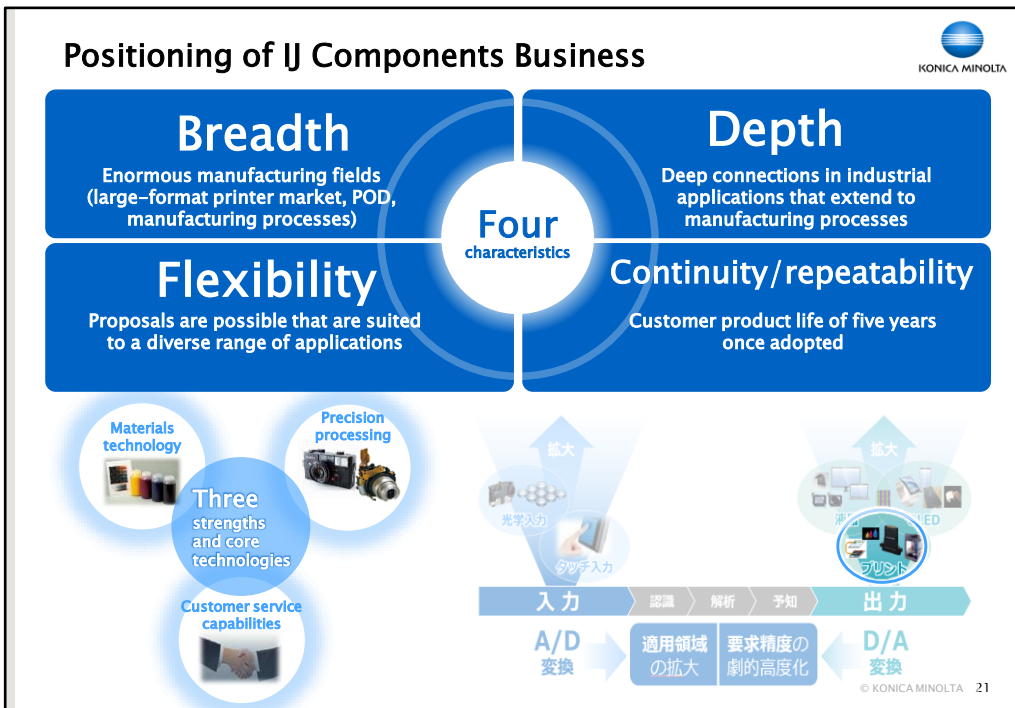 Positioning of IJ Components Business
KONICA MINOLTA
Breadth
Enormous manufacturing fields
(large-format printer market, POD,
manufacturing processes)
Depth
Deep connections in industrial
applications that extend to
manufacturing processes
Four
characteristics
Flexibility
Proposals are possible that are suited
to a diverse range of applications
Continuity/repeatability
Customer product life of five years
once adopted
Materials
technology
Precision
processing
Three
strengths
and core
technologies
Customer service
capabilities
拡大
光学入力
タッチ入力
拡大
プリント
入力
認識
解析
予知
出力
A/D
変換
適用領域
の拡大
要求精度の
劇的高度化
D/A
変換
© KONICA MINOLTA 21